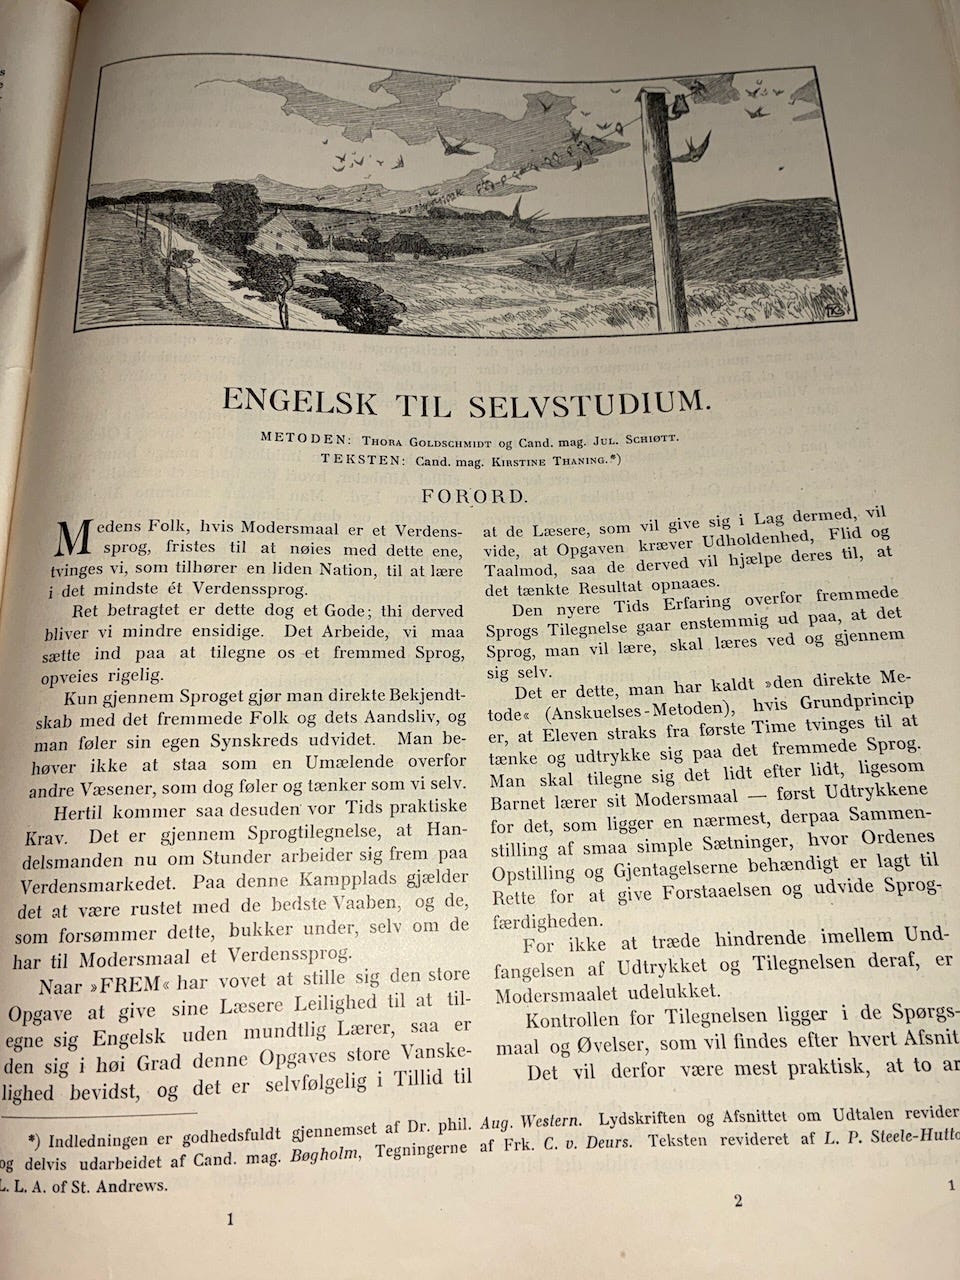 ENGELSK TIL SELVSTUDIUM.
METODEN: THORA GOLDSCHMIDT og Cand. mag. JUL. SCHIØTT.
TEKSTEN: Cand. mag. KIRSTINE THANING.*)
FORORD.
Medens Folk, hvis Modersmaal er et Verdens-
sprog, fristes til at nøies med dette ene,
tvinges vi, som tilhører en liden Nation, til at lære
i det mindste ét Verdenssprog.
Ret betragtet er dette dog et Gode; thi derved
bliver vi mindre ensidige. Det Arbeide, vi maa
sætte ind paa at tilegne os et fremmed Sprog,
opveies rigelig.
Kun gjennem Sproget gjør man direkte Bekjendt-
skab med det fremmede Folk og dets Aandsliv, og
man føler sin egen Synskreds udvidet. Man be-
høver ikke at staa som en Umælende overfor
andre Væsener, som dog føler og tænker som vi selv.
Hertil kommer saa desuden vor Tids praktiske
Krav. Det er gjennem Sprogtilegnelse, at Han-
delsmanden nu om Stunder arbeider sig frem paa
Verdensmarkedet. Paa denne Kampplads gjælder
det at være rustet med de bedste Vaaben, og de,
som forsømmer dette, bukker under, selv om de
har til Modersmaal et Verdenssprog.
Naar »FREM« har vovet at stille sig den store
Opgave at give sine Læsere Leilighed til at til-
egne sig Engelsk uden mundtlig Lærer, saa er
den sig i høi Grad denne Opgaves store Vanske-
lighed bevidst, og det er selvfølgelig i Tillid til
at de Læsere, som vil give sig i Lag dermed, vil
vide, at Opgaven kræver Udholdenhed, Flid og
Taalmod, saa de derved vil hjælpe deres til, at
det tænkte Resultat opnaaes.
Den nyere Tids Erfaring overfor fremmede
Sprogs Tilegnelse gaar enstemmig ud paa, at det
Sprog, man vil lære, skal læres ved og gjennem
sig selv.
Det er dette, man har kaldt »den direkte Me-
tode« (Anskuelses-Metoden), hvis Grundprincip
er, at Eleven straks fra første Time tvinges til at
tænke og udtrykke sig paa det fremmede Sprog.
Man skal tilegne sig det lidt efter lidt, ligesom
Barnet lærer sit Modersmaal — først Udtrykkene
for det, som ligger en nærmest, derpaa Sammen-
stilling af smaa simple Sætninger, hvor Ordenes
Opstilling og Gjentagelserne behændigt er lagt til
Rette for at give Forstaaelsen og udvide Sprog-
færdigheden.
For ikke at træde hindrende imellem Und-
fangelsen af Udtrykket og Tilegnelsen deraf, er
Modersmaalet udelukket.
Kontrollen for Tilegnelsen ligger i de Spørgs-
maal og Øvelser, som vil findes efter hvert Afsnit
Det vil derfor være mest praktisk, at to ar
*) Indledningen er godhedsfuldt gjennemset af Dr. phil. Aug. Western. Lydskriften og Afsnittet om Udtalen revider
og delvis udarbeidet af Cand. mag. Bøgholm, Tegningerne af Frk. C. v. Deurs. Teksten revideret af L. P. Steele-Hutto
L. L. A. of St. Andrews.
1
2
1